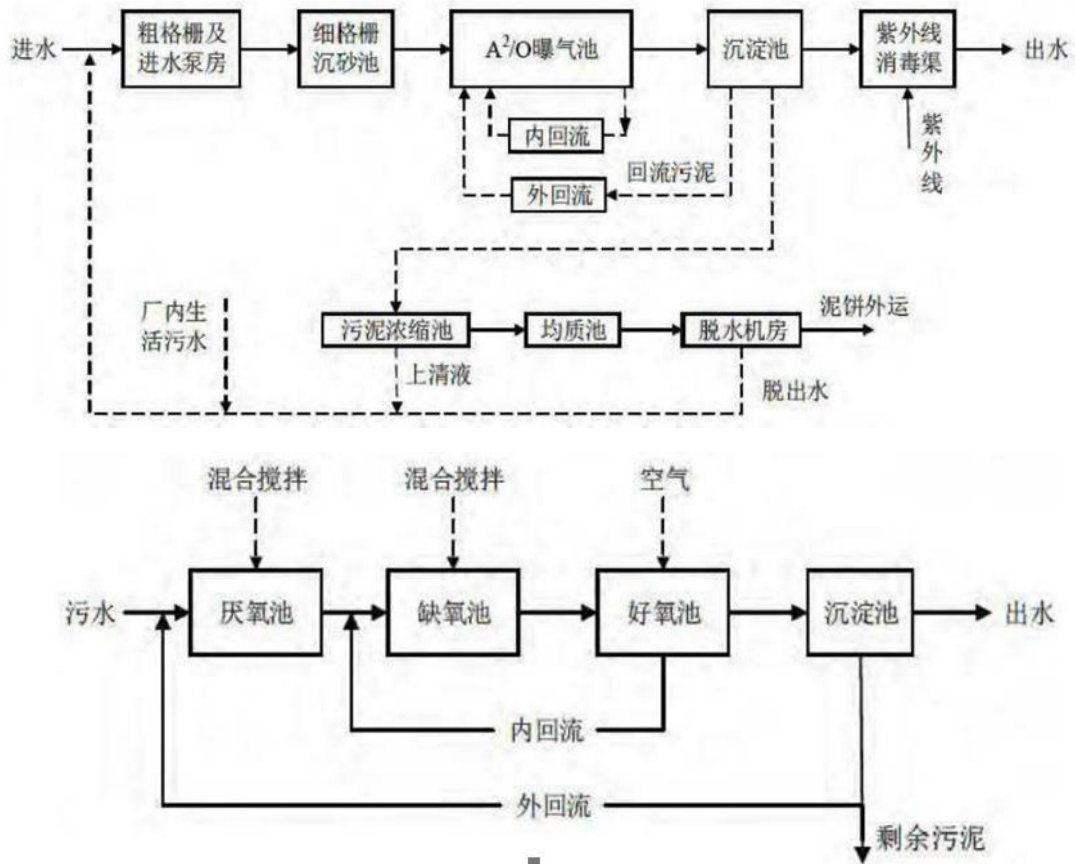 进水
粗格栅及
进水泵房
细格栅
沉砂池
A²/O曝气池
沉淀池
紫外线
消毒渠
出水
内回流
外回流
回流污泥
紫
外
线
厂内生
活污水
污泥浓缩池
均质池
脱水机房
泥饼外运
上清液
脱出水
混合搅拌
混合搅拌
空气
污水
厌氧池
缺氧池
好氧池
沉淀池
出水
内回流
外回流
剩余污泥